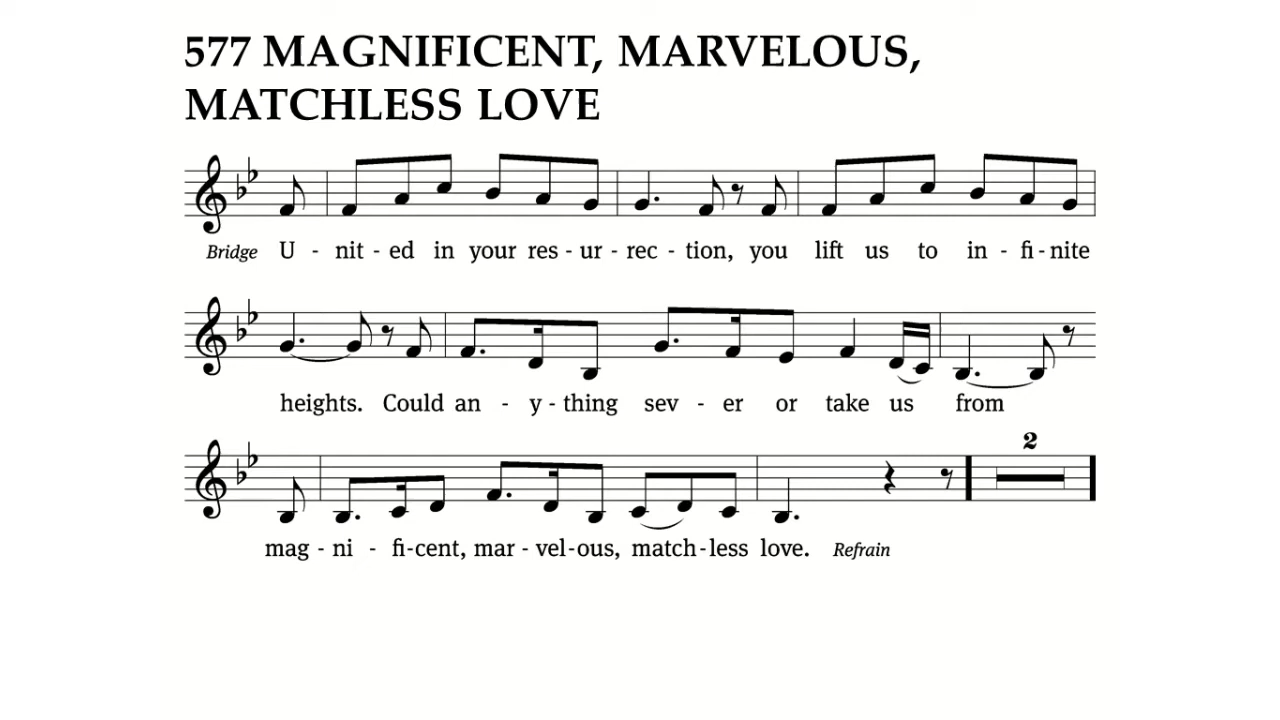 577 MAGNIFICENT, MARVELOUS,
MATCHLESS LOVE
Bridge U - nit - ed in your res - ur - rec - tion, you lift us to in - fi - nite
heights. Could an - y - thing sev - er or take us from
2
mag - ni - fi - cent, mar - vel - ous, match - less love. Refrain